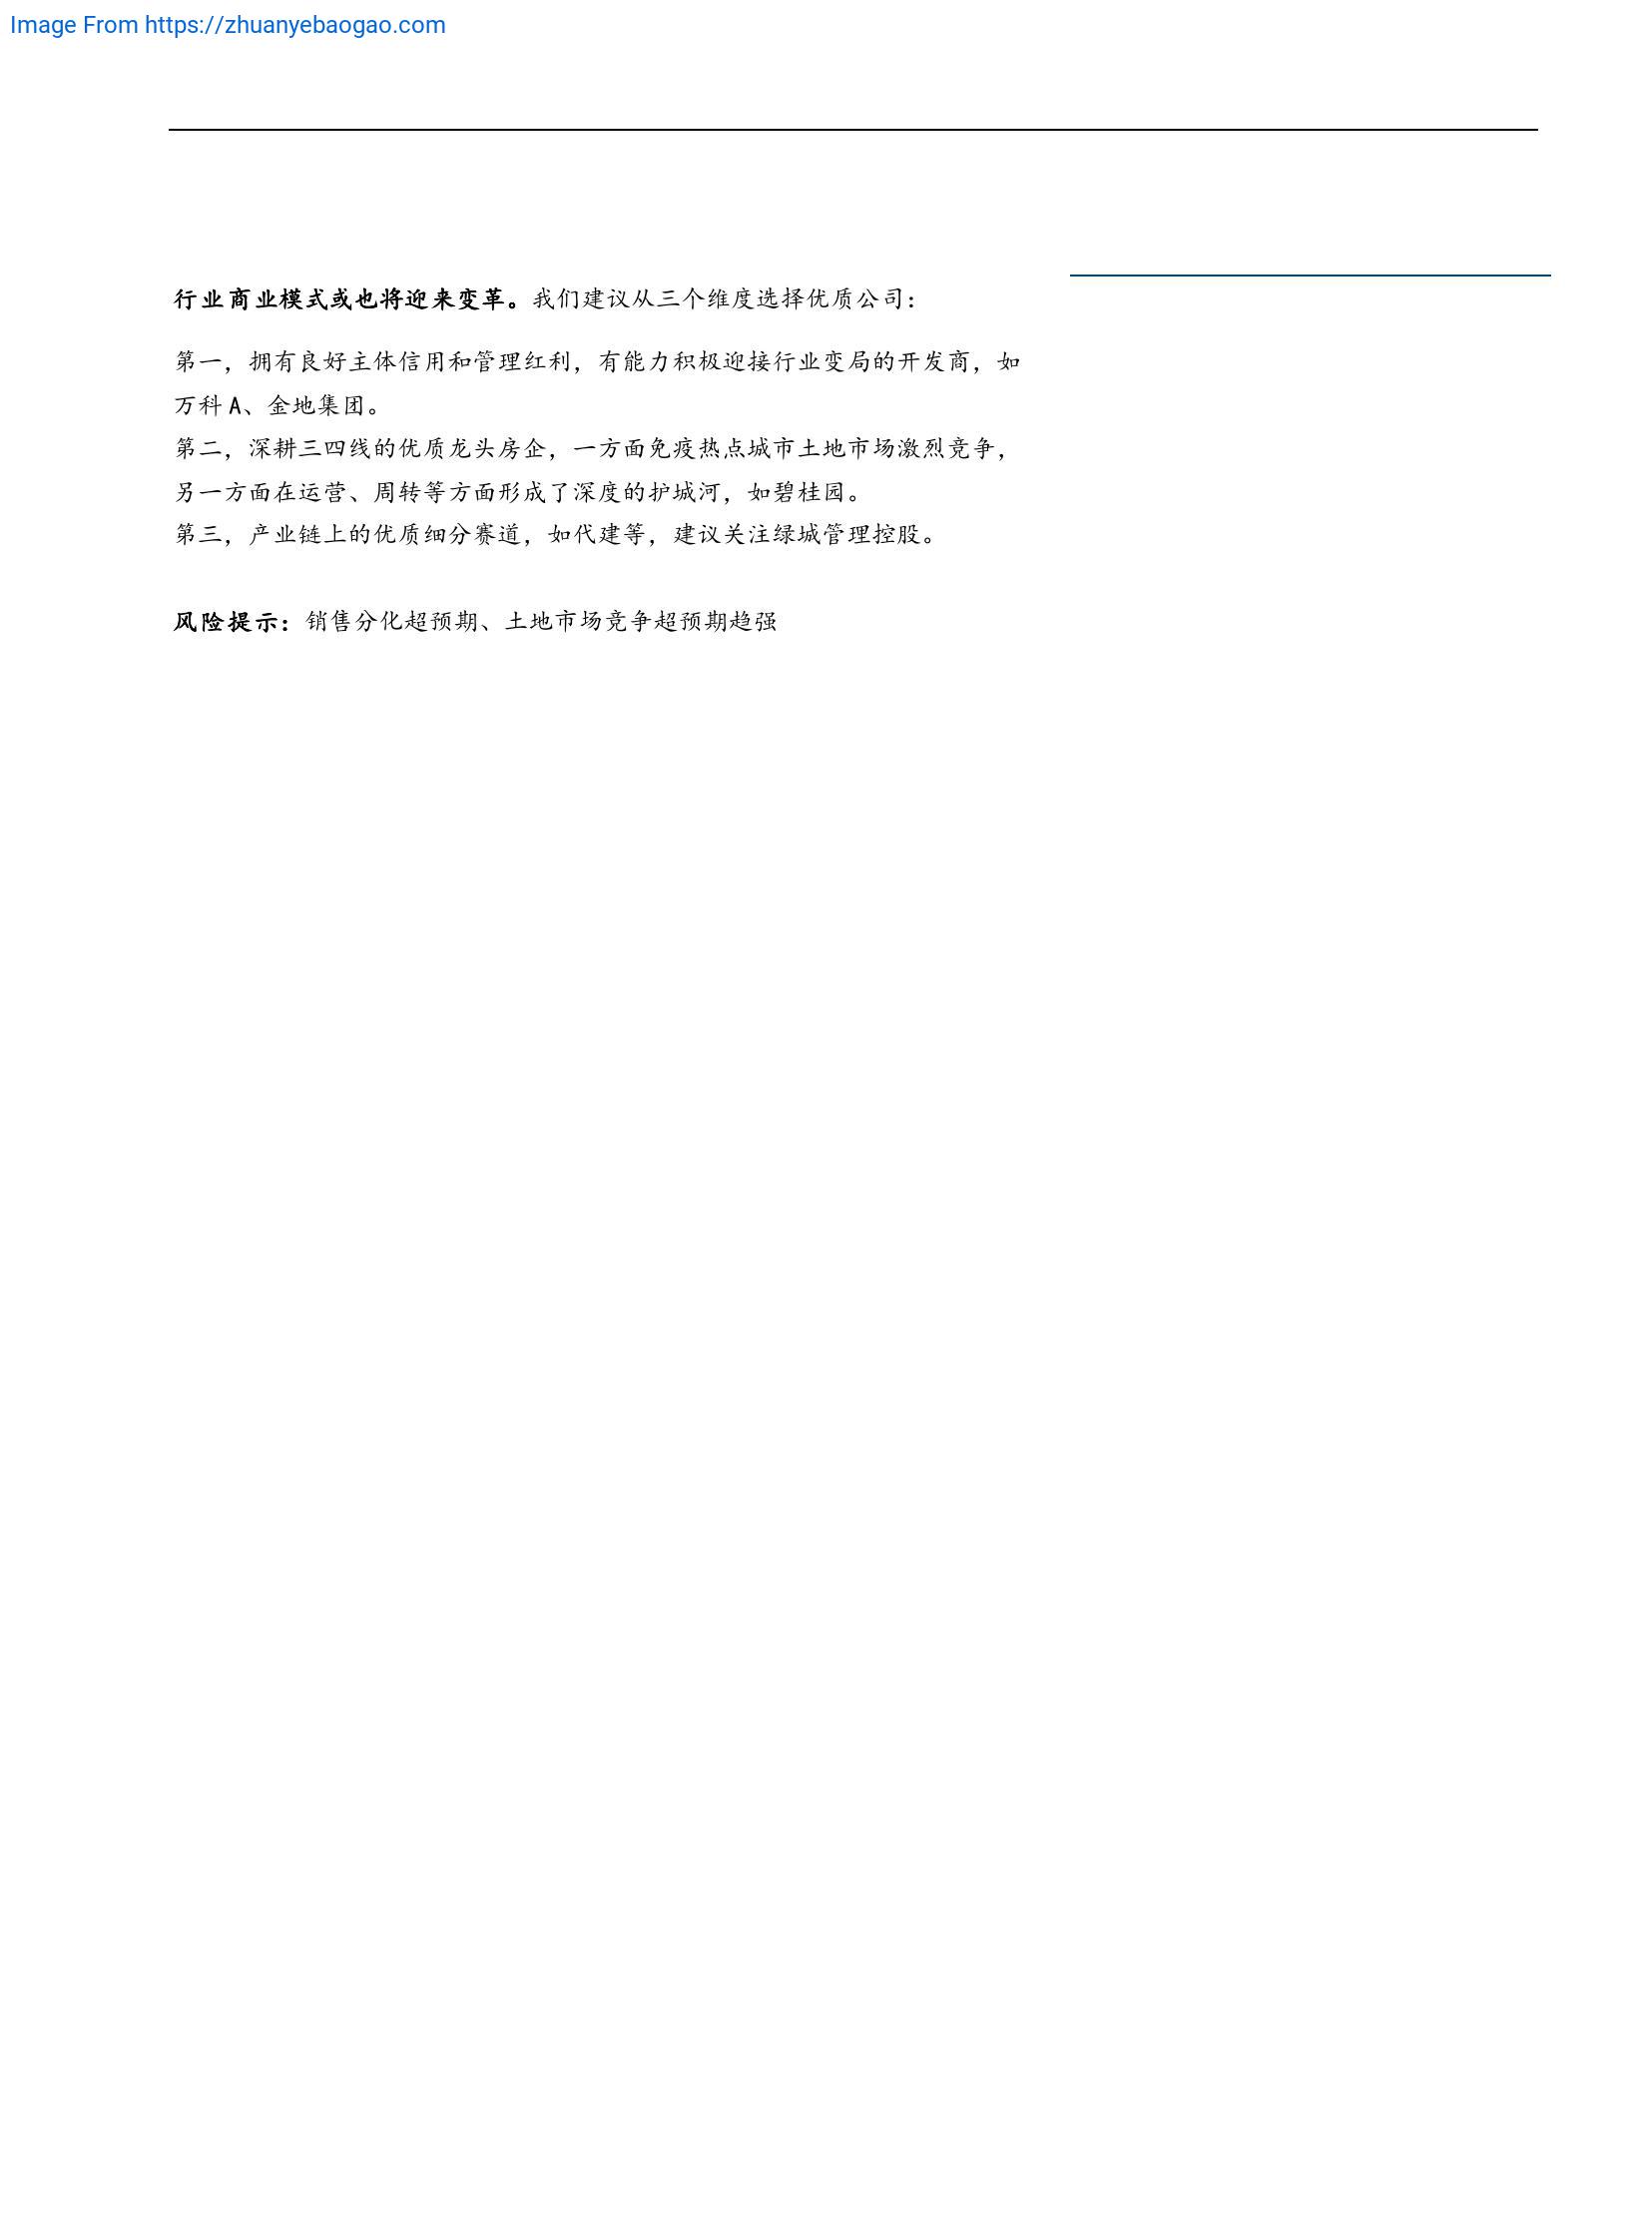 Image From https://zhuanyebaogao.com
行业商业模式或也将迎来变革。我们建议从三个维度选择优质公司：
第一，拥有良好主体信用和管理红利，有能力积极迎接行业变局的开发商，如
万科 A、金地集团。
第二，深耕三四线的优质龙头房企，一方面免疫热点城市土地市场激烈竞争，
另一方面在运营、周转等方面形成了深度的护城河，如碧桂园。
第三，产业链上的优质细分赛道，如代建等，建议关注绿城管理控股。
风险提示：销售分化超预期、土地市场竞争超预期趋强